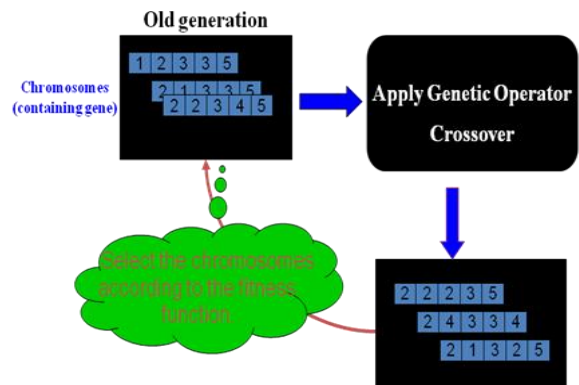 Old generation
1 2 3 3 5
2 1 3 3 5
2 2 3 4 5
Chromosomes
(containing gene)
Apply Genetic Operator
Crossover
Select the chromosomes
according to the fitness
function
2 2 2 3 5
2 4 3 3 4
2 1 3 2 5